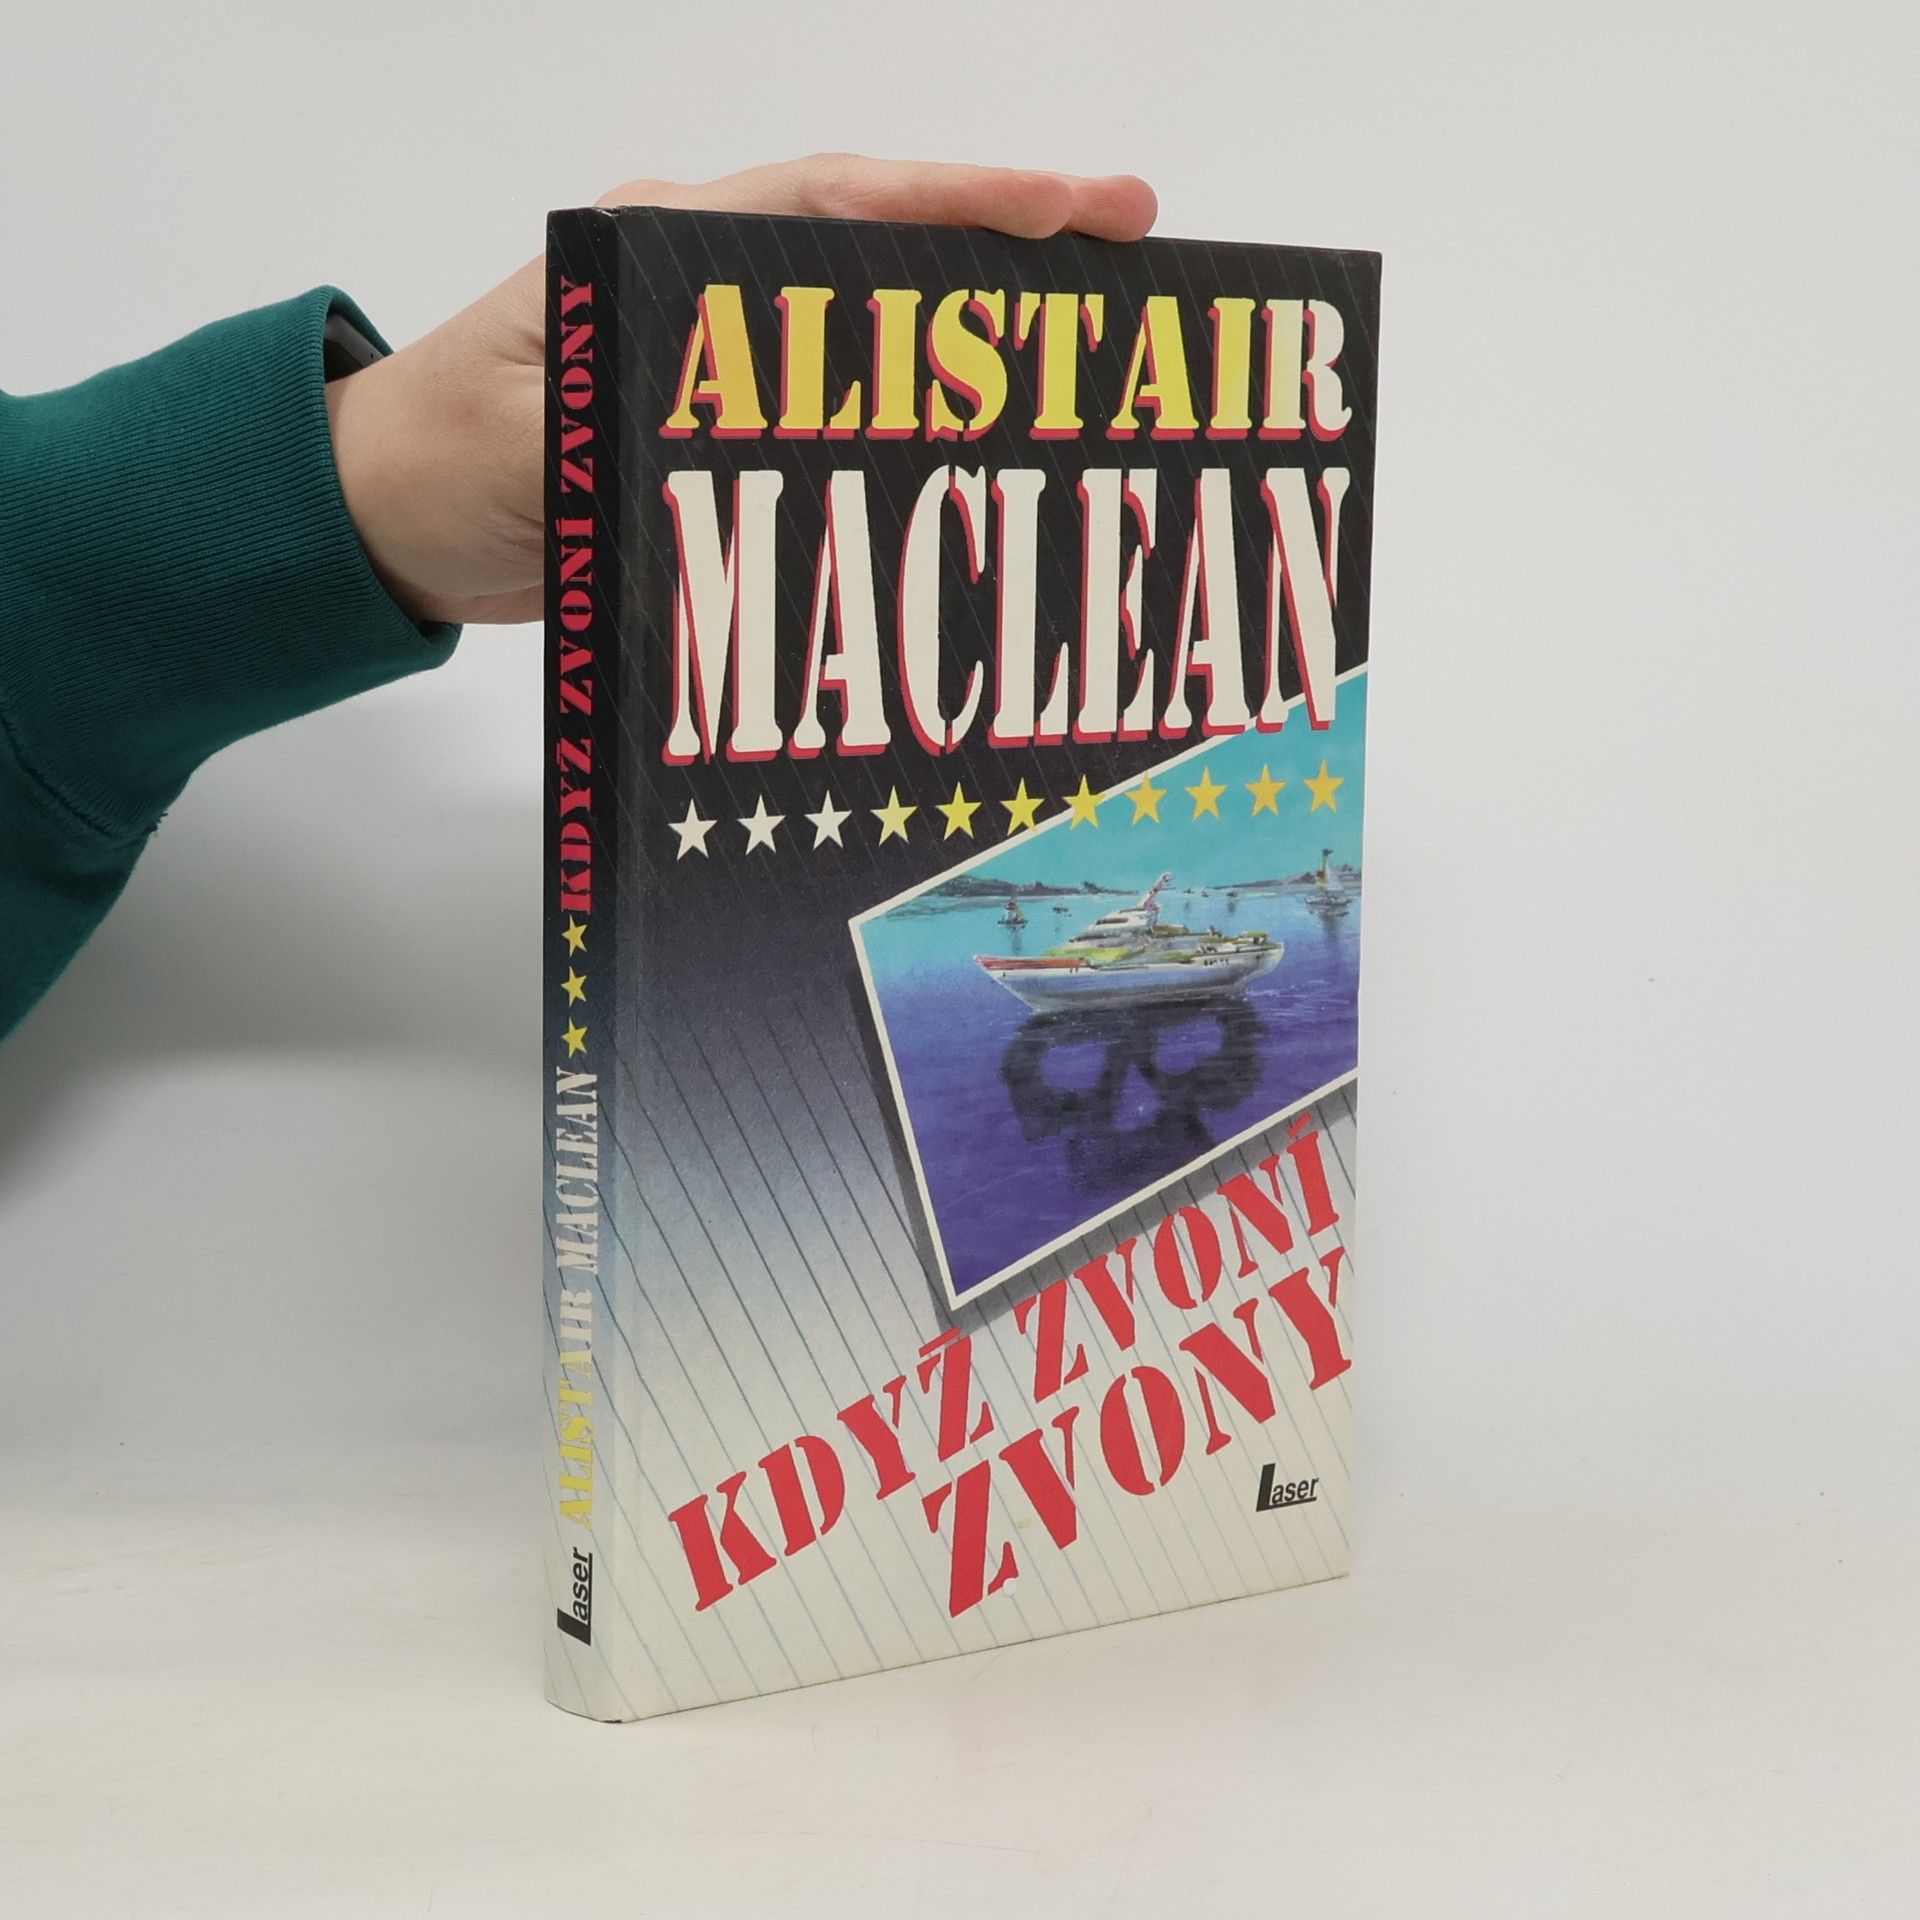 ALISTAIR
MACLEAN
KDYŽ ZVONÍ
ZVONY
Laser
Laser ALISTAIR MACLEAN KDYŽ ZVONÍ ZVONY